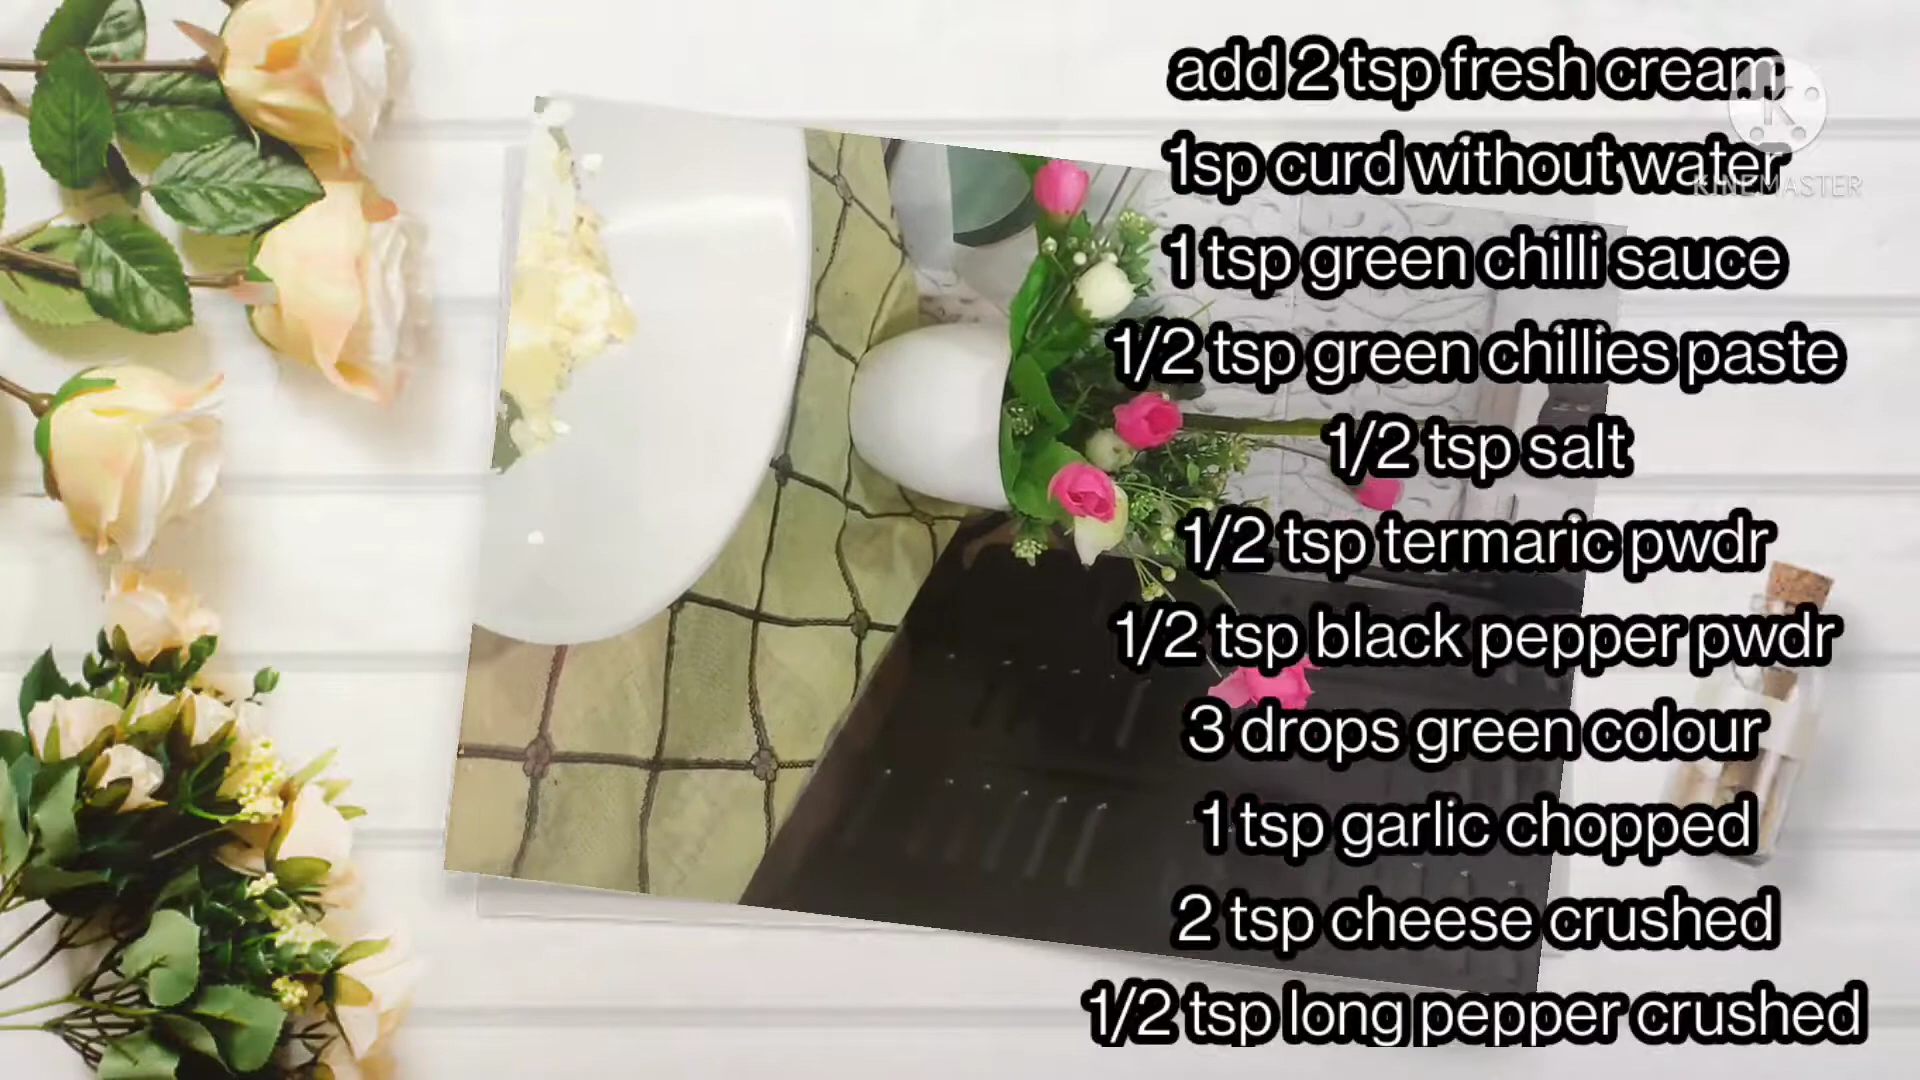 add 2 tsp fresh cream
1sp curd without water
KINEMASTER
1 tsp green chilli sauce
1/2 tsp green chillies paste
1/2 tsp salt
1/2 tsp termaric pwdr
1/2 tsp black pepper pwdr
3 drops green colour
1 tsp garlic chopped
2 tsp cheese crushed
1/2 tsp long pepper crushed